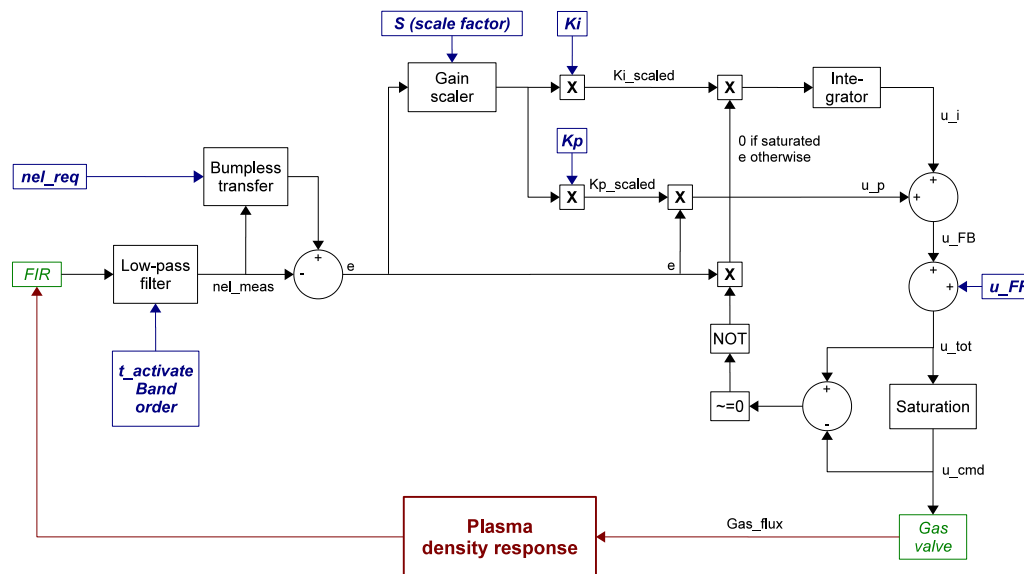 S (scale factor)
Ki
Gain
scaler
X
Ki_scaled
X
Inte-
grator
u_i
0 if saturated
e otherwise
Kp
nel_req
Bumpless
transfer
X
Kp_scaled
X
u_p
+
+
u_FB
FIR
Low-pass
filter
nel_meas
+
-
e
e
X
+
+
u_FF
t_activate
Band
order
NOT
u_tot
~=0
+
-
Saturation
u_cmd
Plasma
density response
Gas_flux
Gas
valve